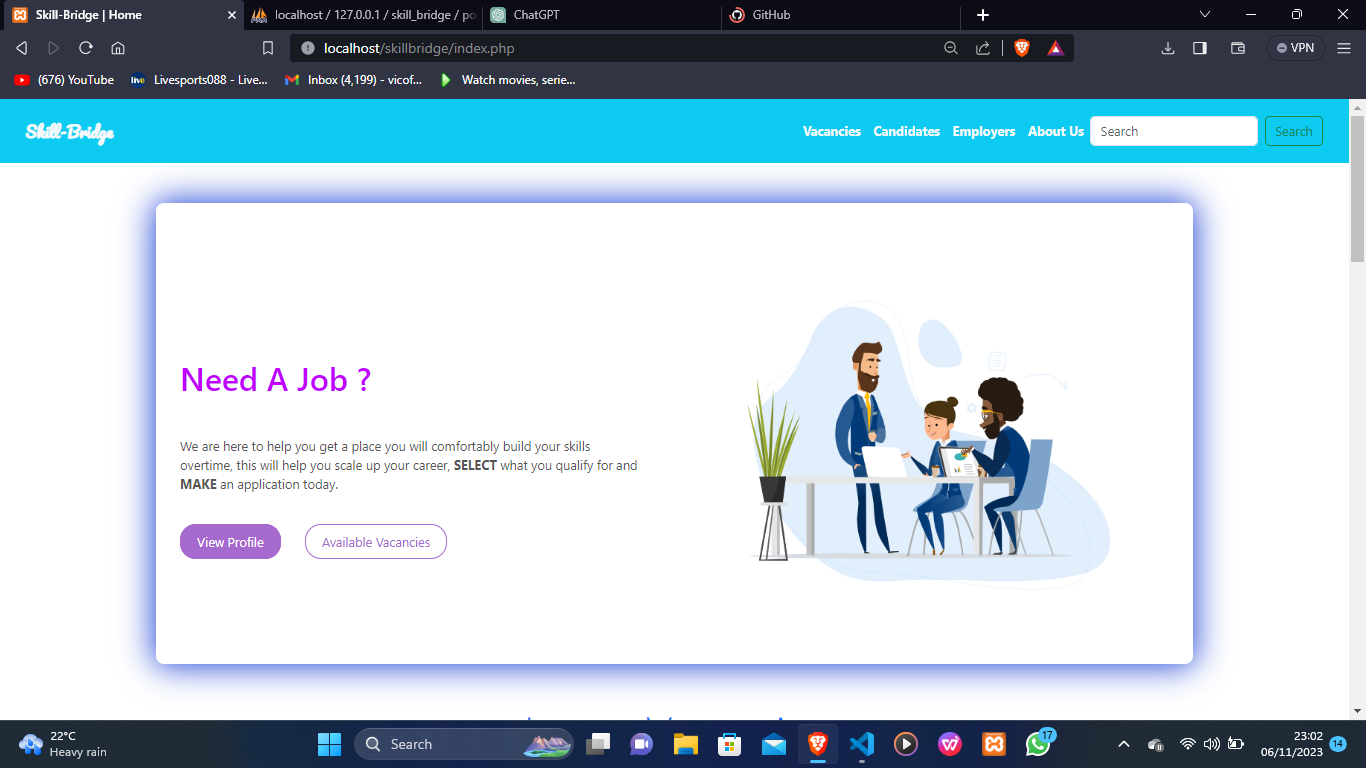 Skill-Bridge | Home
localhost / 127.0.0.1 / skill_bridge / po
ChatGPT
GitHub
localhost/skillbridge/index.php
VPN
(676) YouTube
Livesports088 - Live...
Inbox (4,199) - vicof...
Watch movies, serie...
Skill-Bridge
Vacancies Candidates Employers About Us Search Search
Need A Job ?
We are here to help you get a place you will comfortably build your skills
overtime, this will help you scale up your career, SELECT what you qualify for and
MAKE an application today.
View Profile Available Vacancies
22°C
Heavy rain
Search
17
23:02
06/11/2023
14